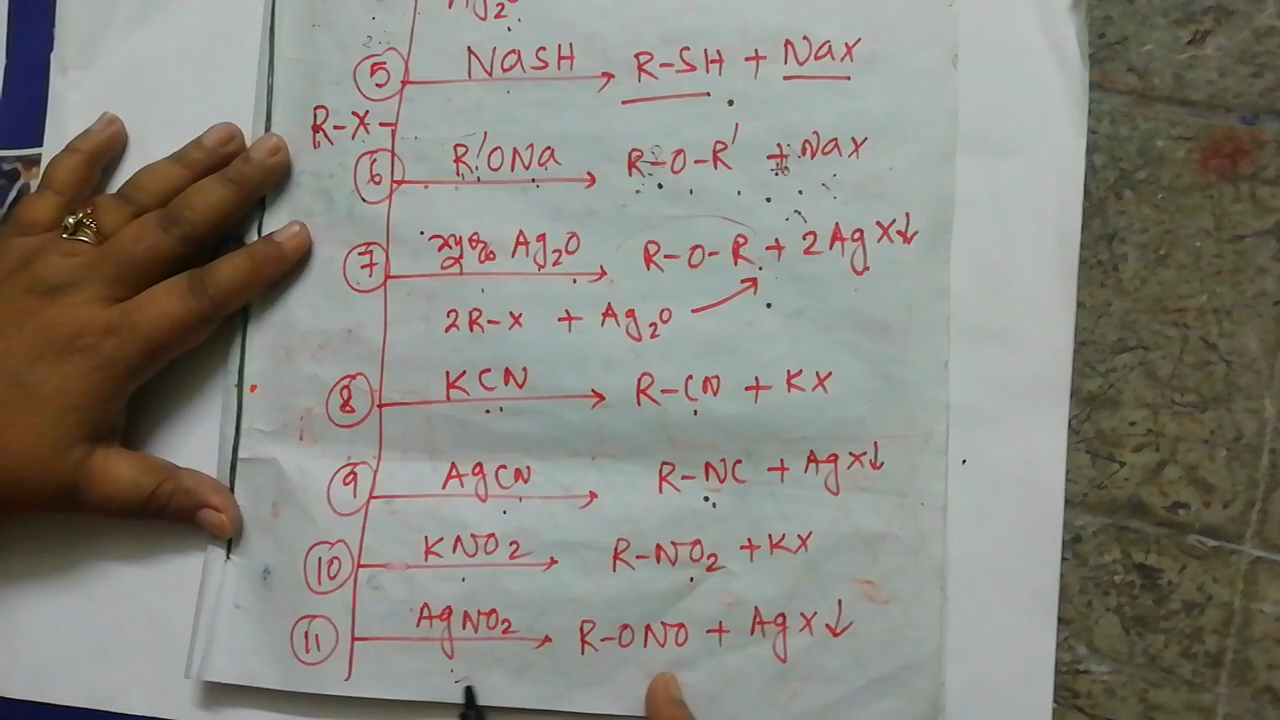 Ag₂O
⑤ NaSH → R-SH + NaX
R-X-
⑥ R'ONa → R-O-R' + NaX
⑦ Ag₂O → R-O-R + 2AgX↓
2R-X + Ag₂O
⑧ KCN → R-CN + KX
⑨ AgCN → R-NC + AgX↓
⑩ KNO₂ → R-NO₂ + KX
⑪ AgNO₂ → R-ONO + AgX↓